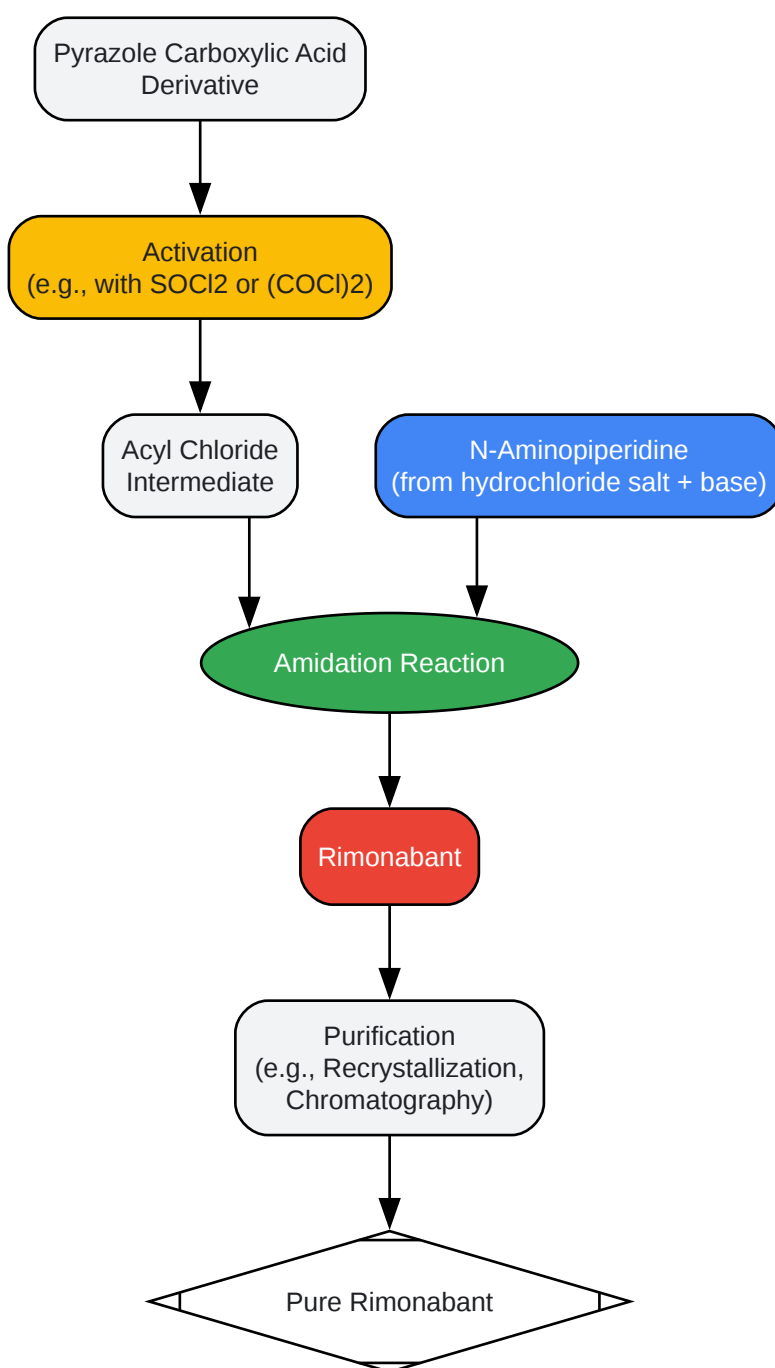 Pyrazole Carboxylic Acid
Derivative
Activation
(e.g., with SOCl2 or (COCl)2)
Acyl Chloride
Intermediate
N-Aminopiperidine
(from hydrochloride salt + base)
Amidation Reaction
Rimonabant
Purification
(e.g., Recrystallization,
Chromatography)
Pure Rimonabant